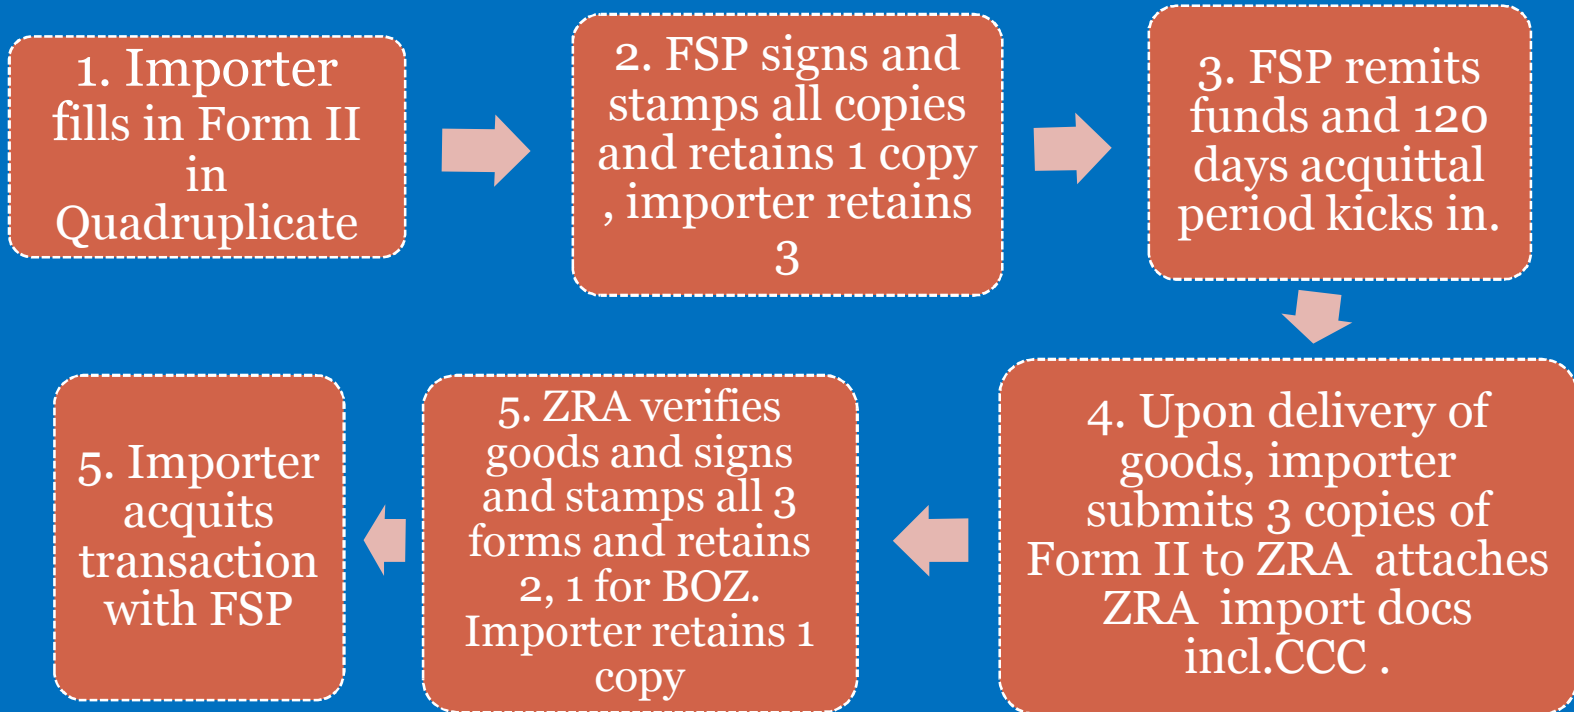 1. Importer
fills in Form II
in
Quadruplicate
2. FSP signs and
stamps all copies
and retains 1 copy
, importer retains
3
3. FSP remits
funds and 120
days acquittal
period kicks in.
4. Upon delivery of
goods, importer
submits 3 copies of
Form II to ZRA attaches
ZRA import docs
incl.CCC .
5. ZRA verifies
goods and signs
and stamps all 3
forms and retains
2, 1 for BOZ.
Importer retains 1
copy
5. Importer
acquits
transaction
with FSP